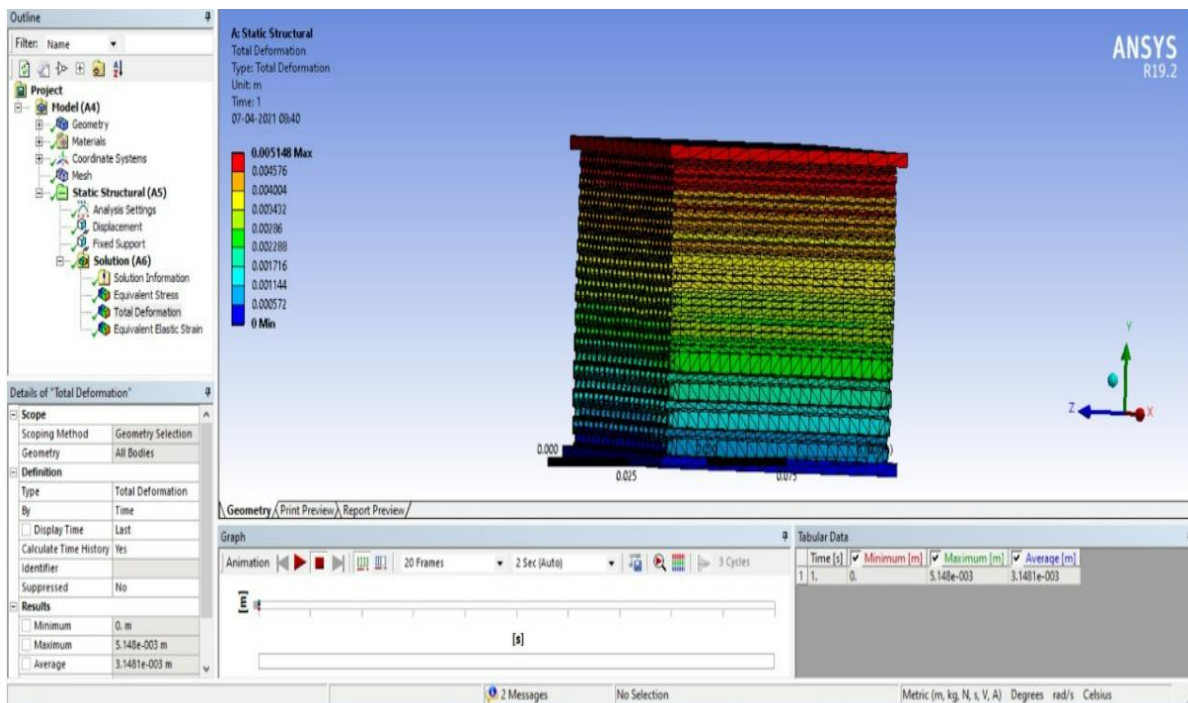 Outline
Filter: Name
Project
Model (A4)
Geometry
Materials
Coordinate Systems
Mesh
Static Structural (A5)
Analysis Settings
Displacement
Fixed Support
Solution (A6)
Solution Information
Equivalent Stress
Total Deformation
Equivalent Elastic Strain
Details of "Total Deformation"
Scope
Scoping Method Geometry Selection
Geometry All Bodies
Definition
Type Total Deformation
By Time
Display Time Last
Calculate Time History Yes
Identifier
Suppressed No
Results
Minimum 0. m
Maximum 5.148e-003 m
Average 3.1481e-003 m
A: Static Structural
Total Deformation
Type: Total Deformation
Unit: m
Time: 1
07-04-2021 08:40
0.005148 Max
0.004576
0.004004
0.003432
0.00286
0.002288
0.001716
0.001144
0.000572
0 Min
ANSYS
R19.2
Y
Z
X
0.000
0.025
0.075
Geometry Print Preview Report Preview
Graph
Animation 20 Frames 2 Sec (Auto) 3 Cycles
[m]
[s]
Tabular Data
Time [s] Minimum [m] Maximum [m] Average [m]
1 1. 0. 5.148e-003 3.1481e-003
2 Messages No Selection Metric (m, kg, N, s, V, A) Degrees rad/s Celsius